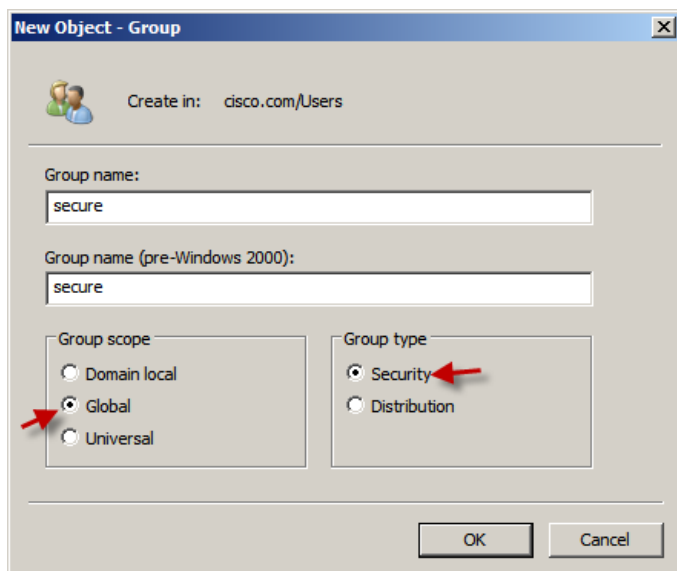 New Object - Group
Create in: cisco.com/Users
Group name:
secure
Group name (pre-Windows 2000):
secure
Group scope
Domain local
Global
Universal
Group type
Security
Distribution
OK
Cancel